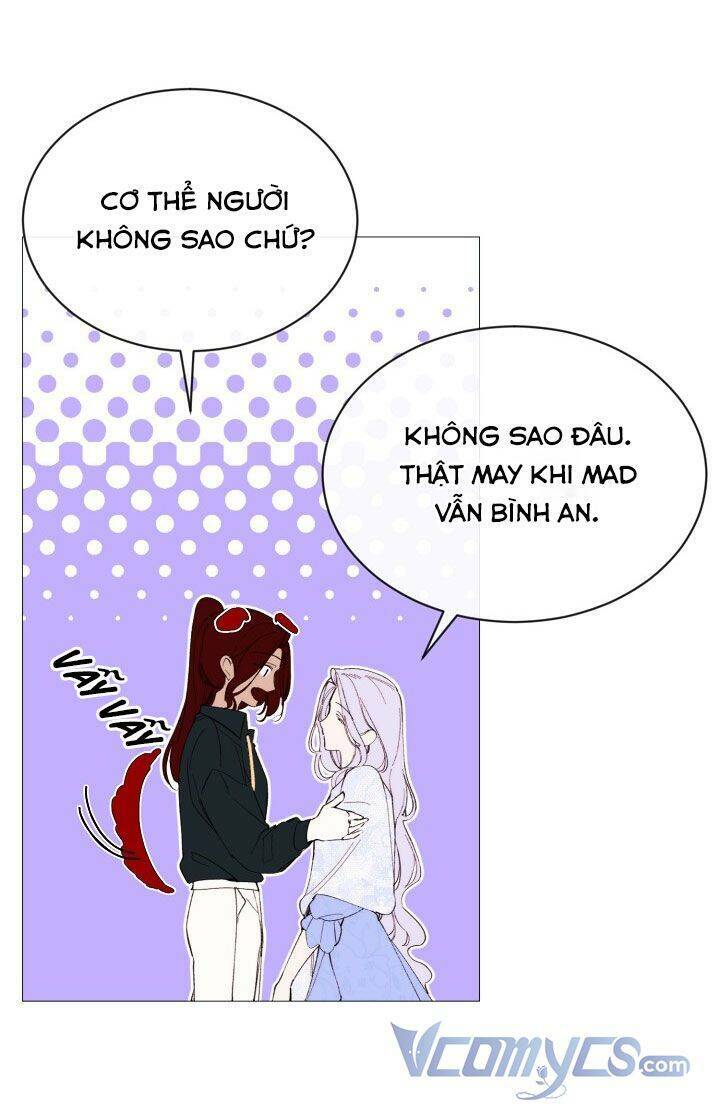 CƠ THỂ NGƯỜI
KHÔNG SAO CHỨ?
KHÔNG SAO ĐÂU.
THẬT MAY KHI MAD
VẪN BÌNH AN.
VẪY VẪY
VCOMYCS.com